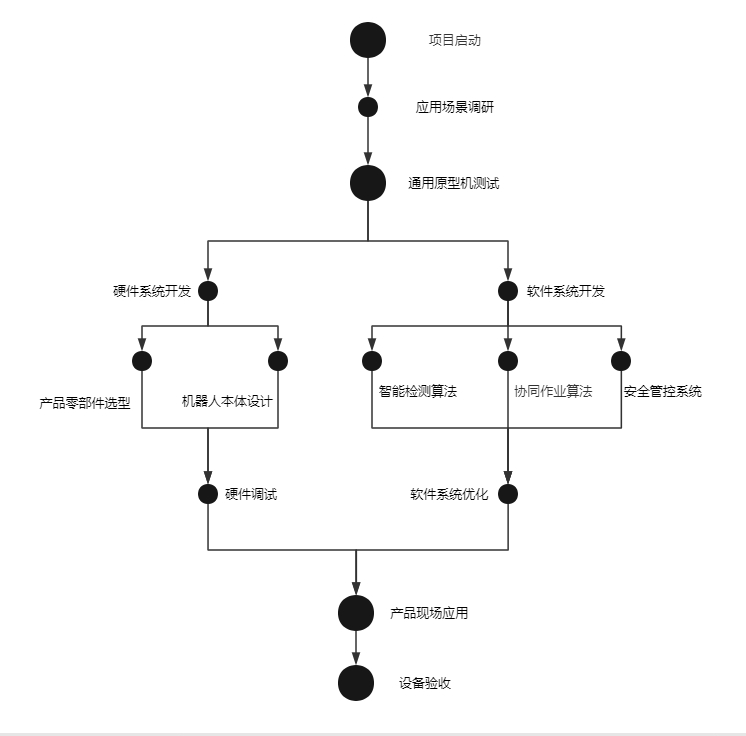 项目启动
应用场景调研
通用原型机测试
硬件系统开发
软件系统开发
产品零部件选型
机器人本体设计
智能检测算法
协同作业算法
安全管控系统
硬件调试
软件系统优化
产品现场应用
设备验收